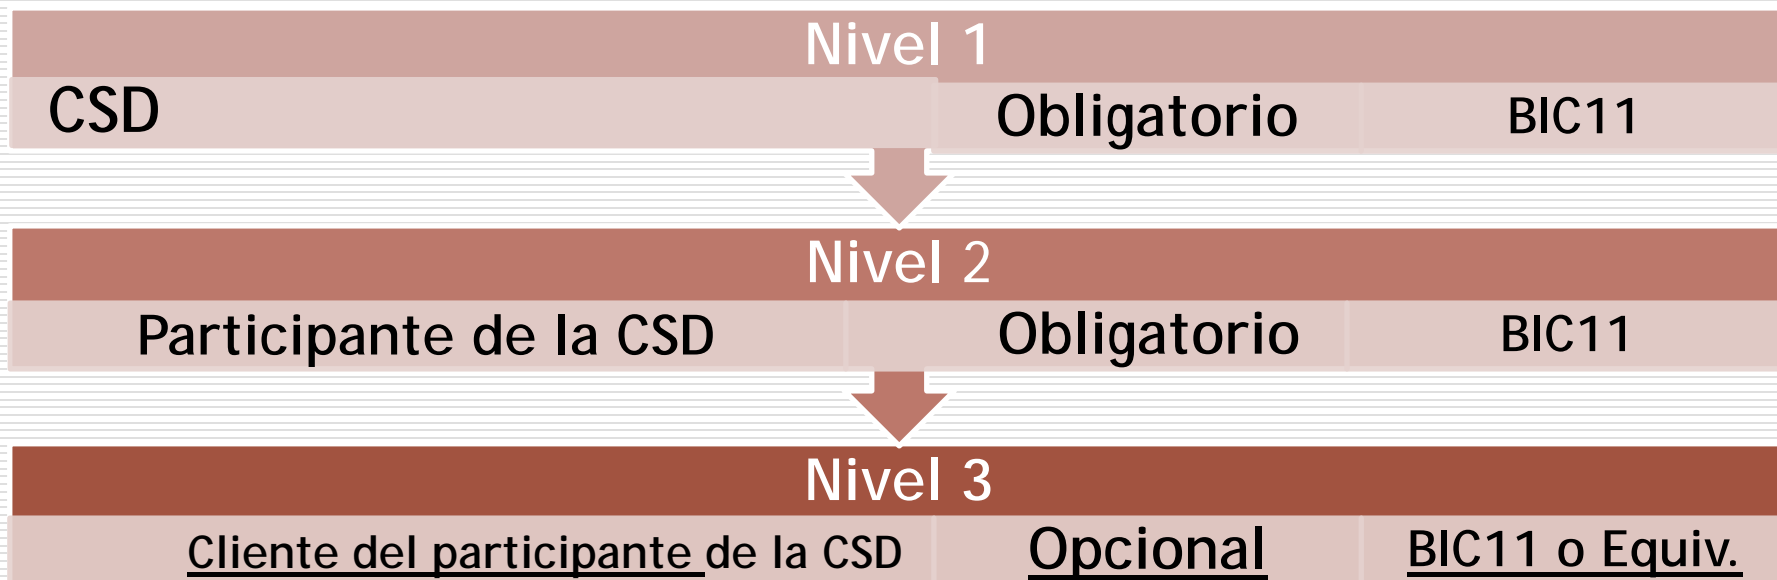 Nivel 1
CSD Obligatorio BIC11
Nivel 2
Participante de la CSD Obligatorio BIC11
Nivel 3
Cliente del participante de la CSD Opcional BIC11 o Equiv.